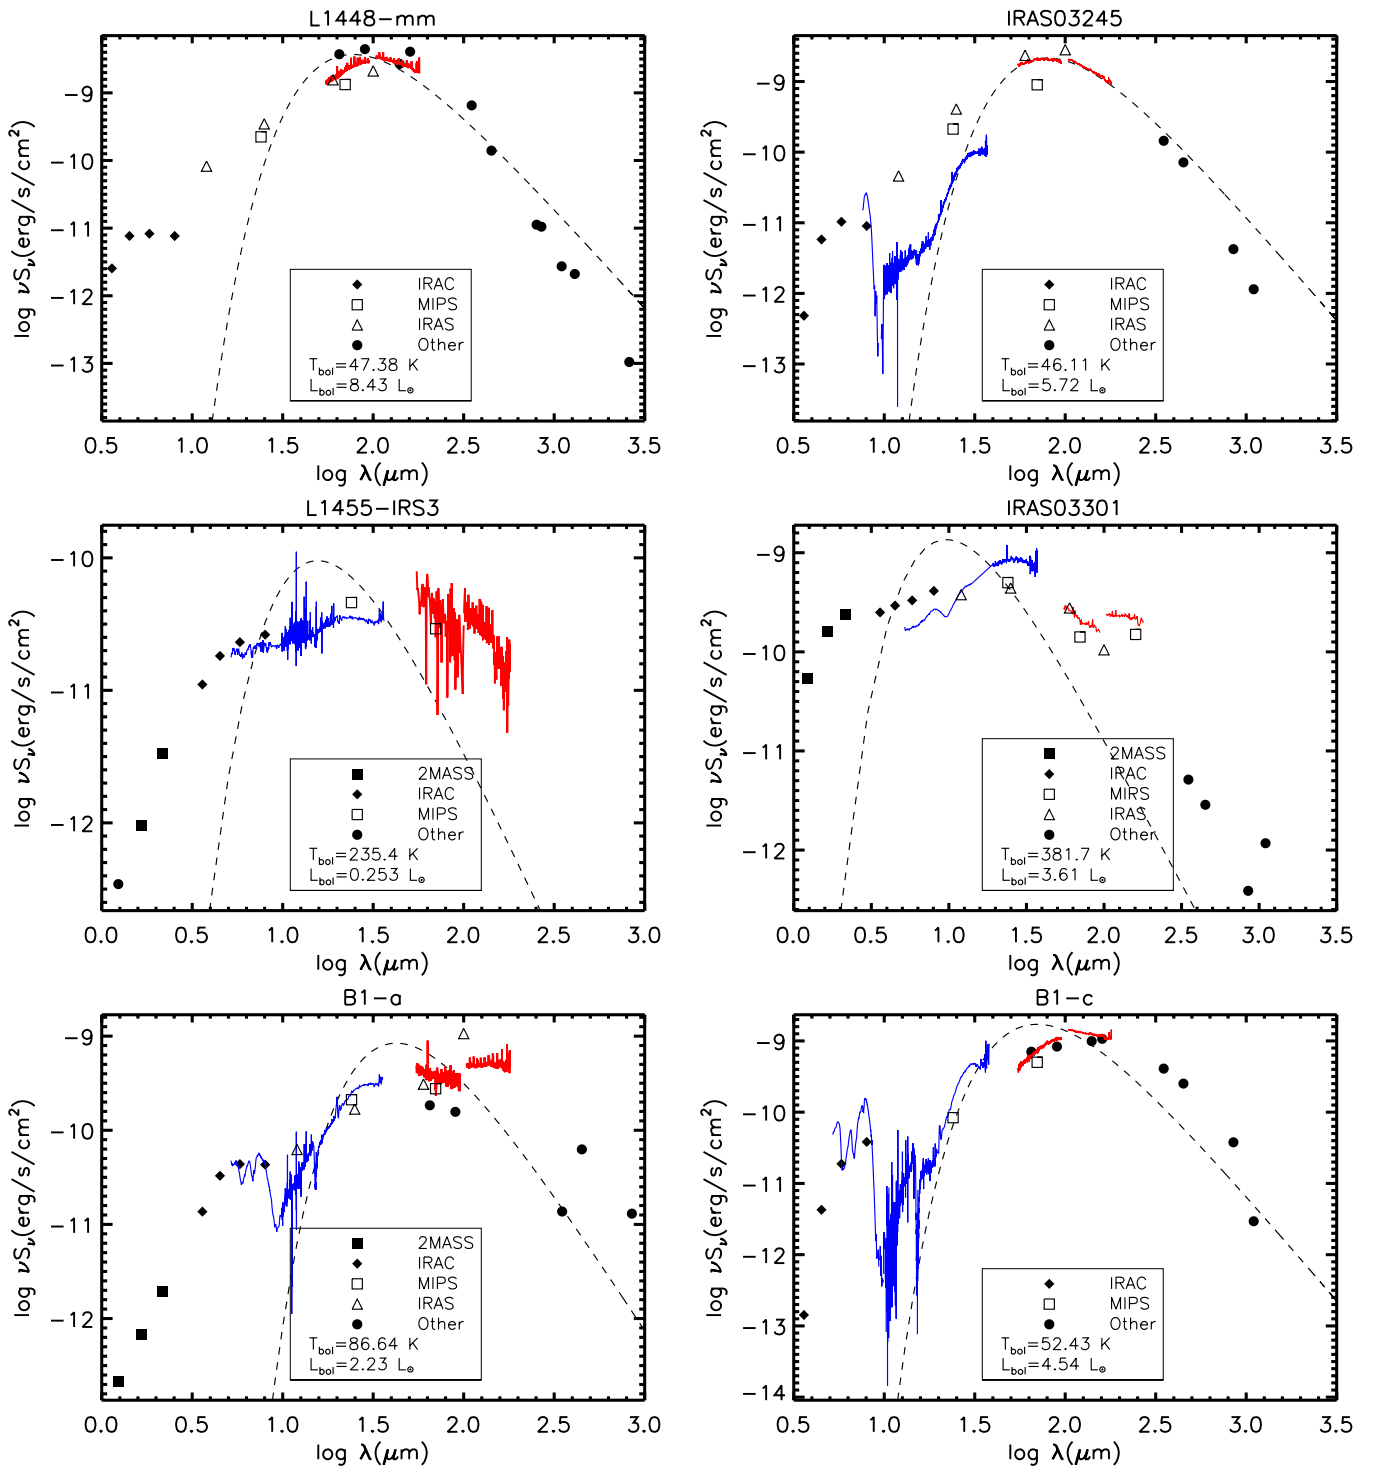 L1448-mm
log νSν(erg/s/cm²)
-9
-10
-11
-12
-13
IRAC
MIPS
IRAS
Other
Tbol=47.38 K
Lbol=8.43 L⊙
0.5 1.0 1.5 2.0 2.5 3.0 3.5
log λ(μm)
IRAS03245
log νSν(erg/s/cm²)
-9
-10
-11
-12
-13
IRAC
MIPS
IRAS
Other
Tbol=46.11 K
Lbol=5.72 L⊙
0.5 1.0 1.5 2.0 2.5 3.0 3.5
log λ(μm)
L1455-IRS3
log νSν(erg/s/cm²)
-10
-11
-12
2MASS
IRAC
MIPS
Other
Tbol=235.4 K
Lbol=0.253 L⊙
0.0 0.5 1.0 1.5 2.0 2.5 3.0
log λ(μm)
IRAS03301
log νSν(erg/s/cm²)
-9
-10
-11
-12
2MASS
IRAC
MIRS
IRAS
Other
Tbol=381.7 K
Lbol=3.61 L⊙
0.0 0.5 1.0 1.5 2.0 2.5 3.0 3.5
log λ(μm)
B1-a
log νSν(erg/s/cm²)
-9
-10
-11
-12
2MASS
IRAC
MIPS
IRAS
Other
Tbol=86.64 K
Lbol=2.23 L⊙
0.0 0.5 1.0 1.5 2.0 2.5 3.0
log λ(μm)
B1-c
log νSν(erg/s/cm²)
-9
-10
-11
-12
-13
-14
IRAC
MIPS
Other
Tbol=52.43 K
Lbol=4.54 L⊙
0.5 1.0 1.5 2.0 2.5 3.0 3.5
log λ(μm)